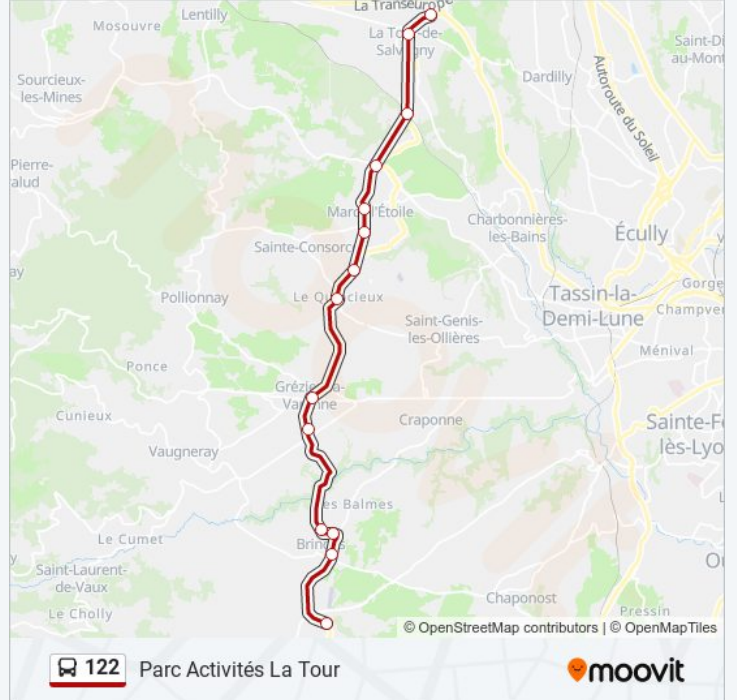 La Transeurope
Lentilly
Mosouvre
La Tour-de-
Salvagny
Saint-Di
au-Mont
Dardilly
Sourcieux-
les-Mines
Autoroute du Soleil
Pierre-
alud
Marcy-l'Étoile
Charbonnières-
les-Bains
Écully
Sainte-Consorc
ay
Pollionnay
Le Quincieux
Gorge
Tassin-la-
Demi-Lune
Champver
Saint-Genis-
les-Ollières
Ménival
Ponce
Grézieu-la-
Varenne
Cunieux
Craponne
Sainte-Fo
lès-Lyo
Vaugneray
Les Balmes
Le Cumet
Brindas
Saint-Laurent-
de-Vaux
Chaponost
Le Cholly
Pressin
© OpenStreetMap contributors | © OpenMapTiles
122 Parc Activités La Tour
moovit